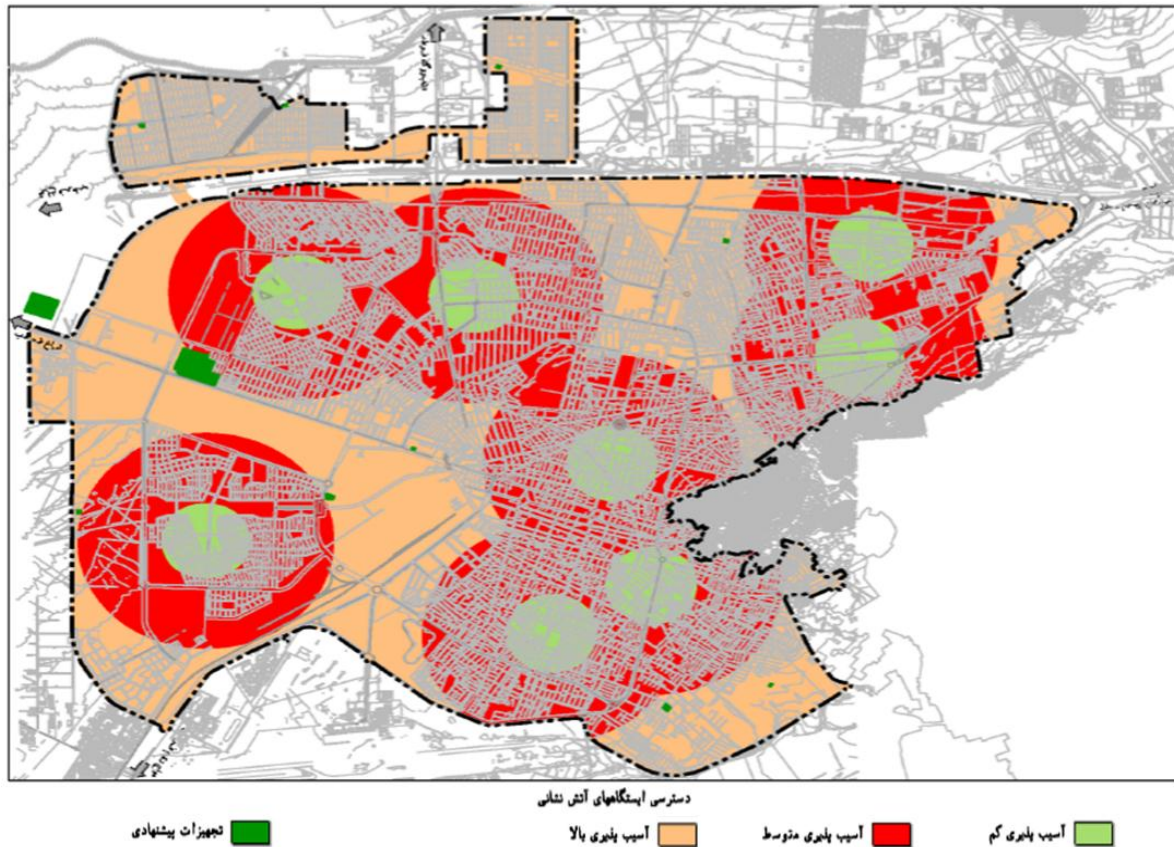 دسترسی ایستگاههای آتش نشانی
آسیب پذیری کم
آسیب پذیری متوسط
آسیب پذیری بالا
تجهیزات پیشنهادی